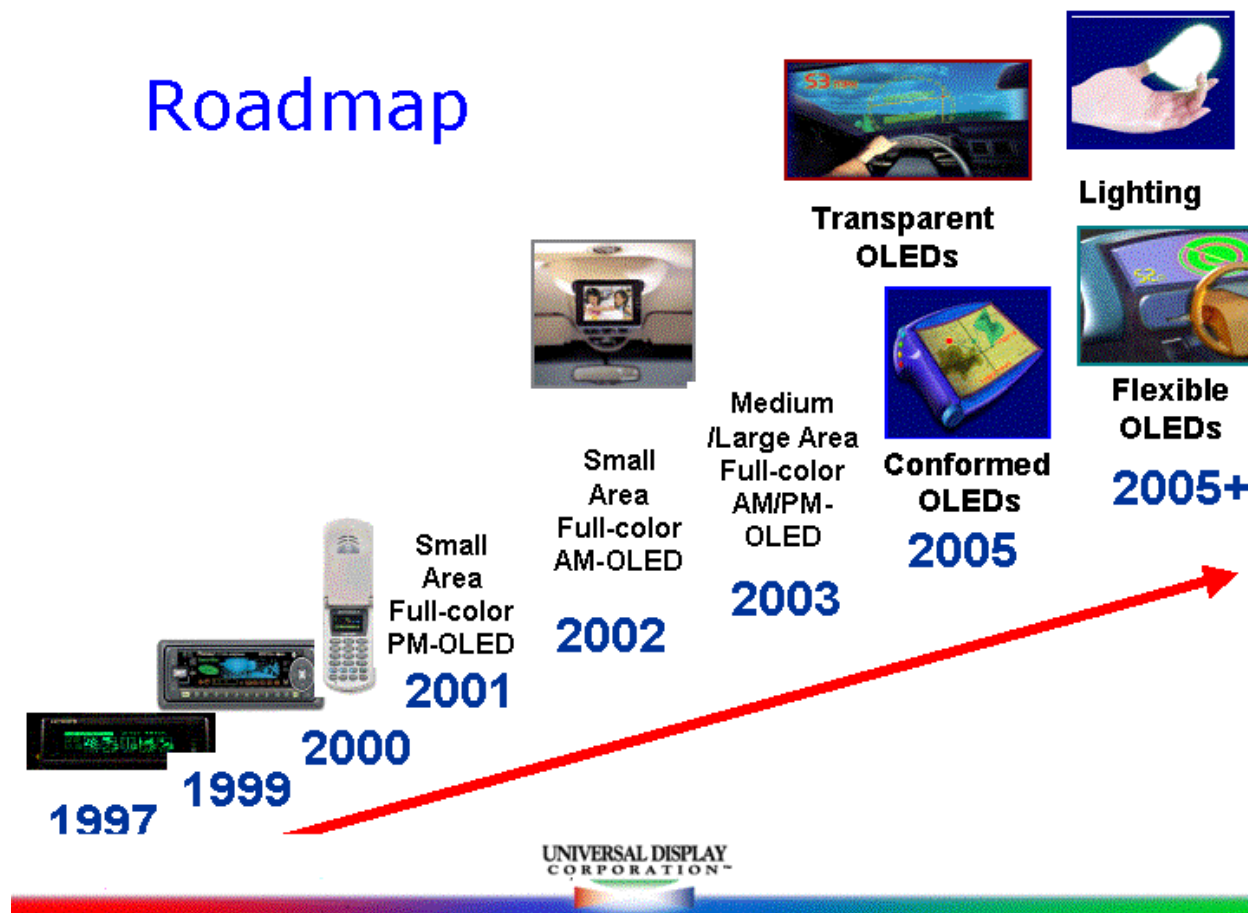 Roadmap
53
Transparent
OLEDs
Lighting
Flexible
OLEDs
2005+
Conformed
OLEDs
2005
Medium
/Large Area
Full-color
AM/PM-
OLED
2003
Small
Area
Full-color
AM-OLED
2002
Small
Area
Full-color
PM-OLED
2001
2000
1999
1997
UNIVERSAL DISPLAY
CORPORATION™